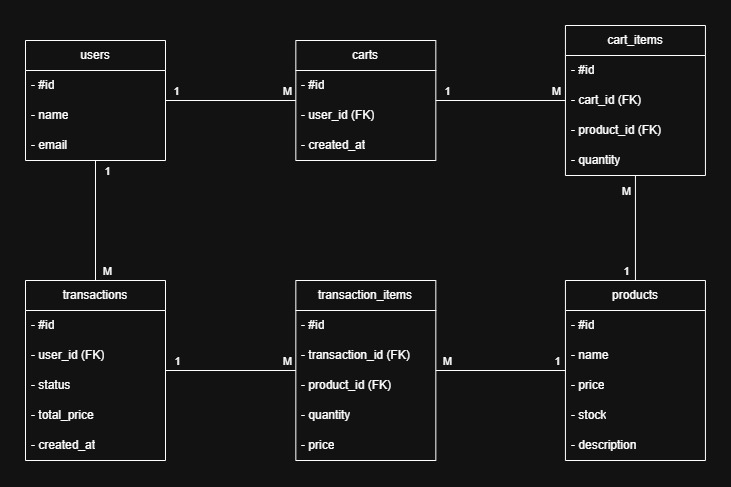 users
- #id
- name
- email
1
M
carts
- #id
- user_id (FK)
- created_at
1
M
cart_items
- #id
- cart_id (FK)
- product_id (FK)
- quantity
1
M
M
1
transactions
- #id
- user_id (FK)
- status
- total_price
- created_at
1
M
transaction_items
- #id
- transaction_id (FK)
- product_id (FK)
- quantity
- price
M
1
products
- #id
- name
- price
- stock
- description